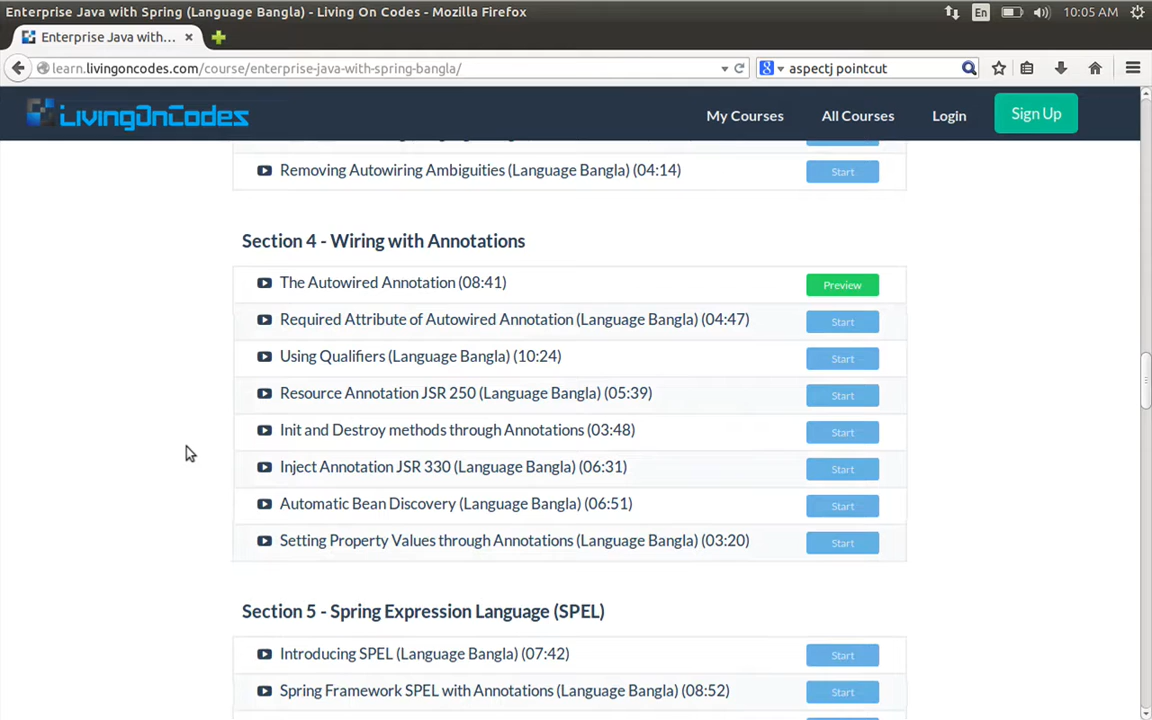 Enterprise Java with Spring (Language Bangla) - Living On Codes - Mozilla Firefox
En
10:05 AM
Enterprise Java with...
learn.livingoncodes.com/course/enterprise-java-with-spring-bangla/
aspectj pointcut
LivingOnCodes
My Courses
All Courses
Login
Sign Up
Removing Autowiring Ambiguities (Language Bangla) (04:14)
Start
Section 4 - Wiring with Annotations
The Autowired Annotation (08:41)
Preview
Required Attribute of Autowired Annotation (Language Bangla) (04:47)
Start
Using Qualifiers (Language Bangla) (10:24)
Start
Resource Annotation JSR 250 (Language Bangla) (05:39)
Start
Init and Destroy methods through Annotations (03:48)
Start
Inject Annotation JSR 330 (Language Bangla) (06:31)
Start
Automatic Bean Discovery (Language Bangla) (06:51)
Start
Setting Property Values through Annotations (Language Bangla) (03:20)
Start
Section 5 - Spring Expression Language (SPEL)
Introducing SPEL (Language Bangla) (07:42)
Start
Spring Framework SPEL with Annotations (Language Bangla) (08:52)
Start